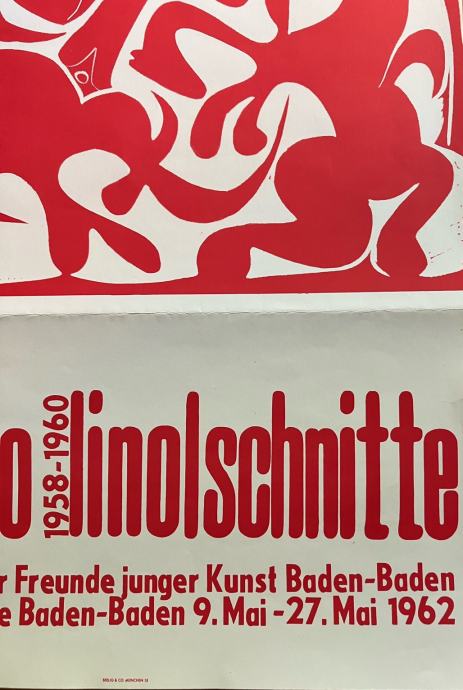 o 1958-1960 linolschnitte
r Freunde junger Kunst Baden-Baden
e Baden-Baden 9. Mai - 27. Mai 1962